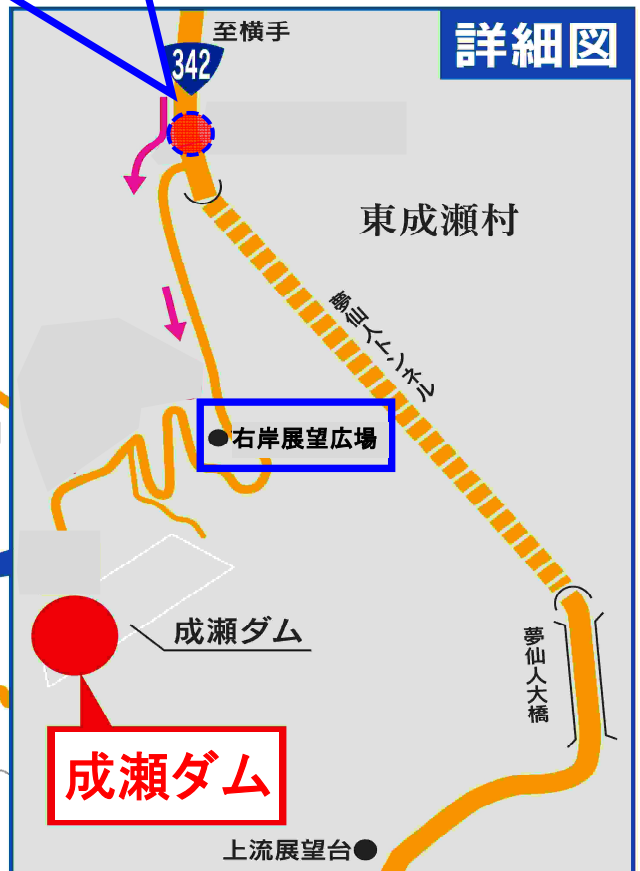 至横手
詳細図
342
東成瀬村
夢仙人トンネル
右岸展望広場
成瀬ダム
夢仙人大橋
成瀬ダム
上流展望台